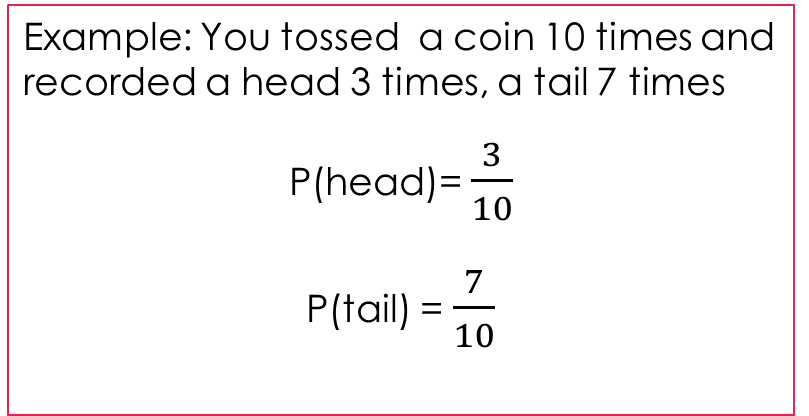 Example: You tossed  a coin 10 times and
recorded a head 3 times, a tail 7 times
P(head)= 3/10
P(tail) = 7/10